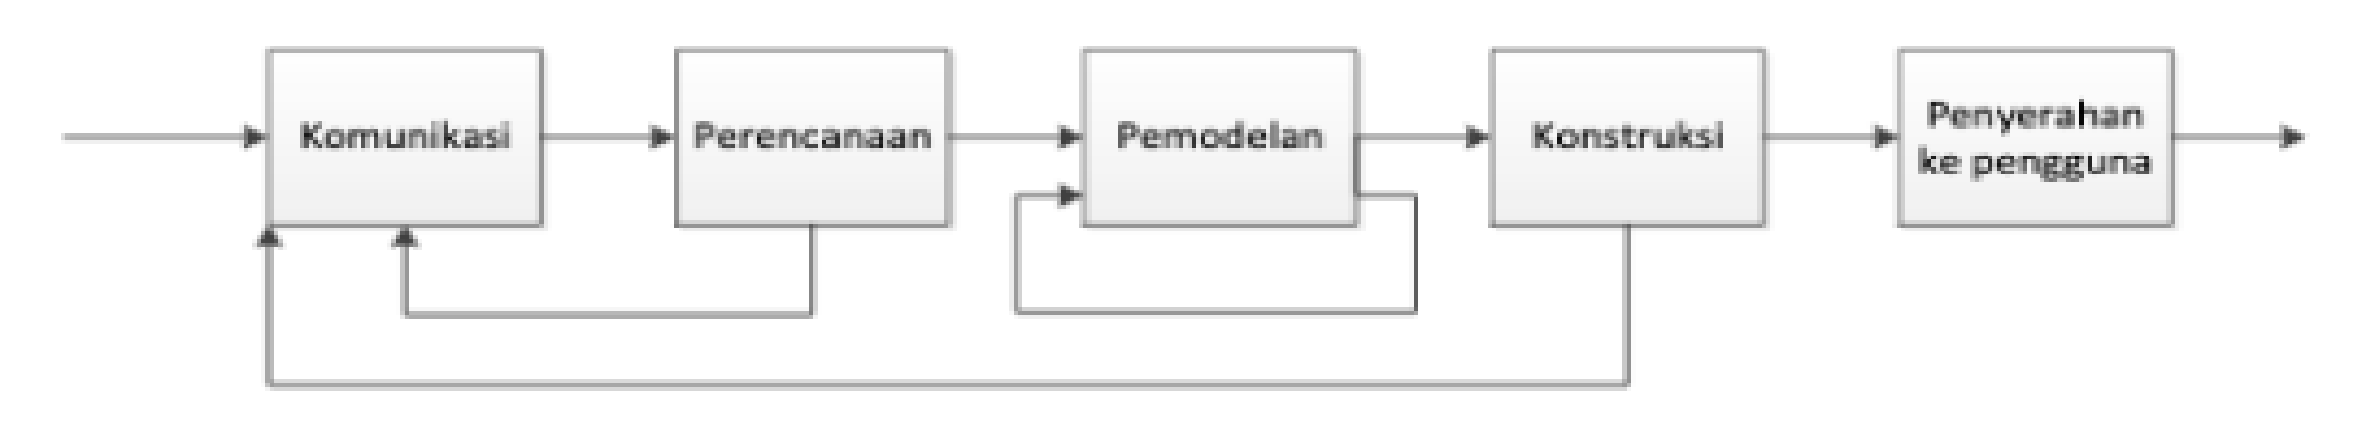 Komunikasi
Perencanaan
Pemodelan
Konstruksi
Penyerahan
ke pengguna